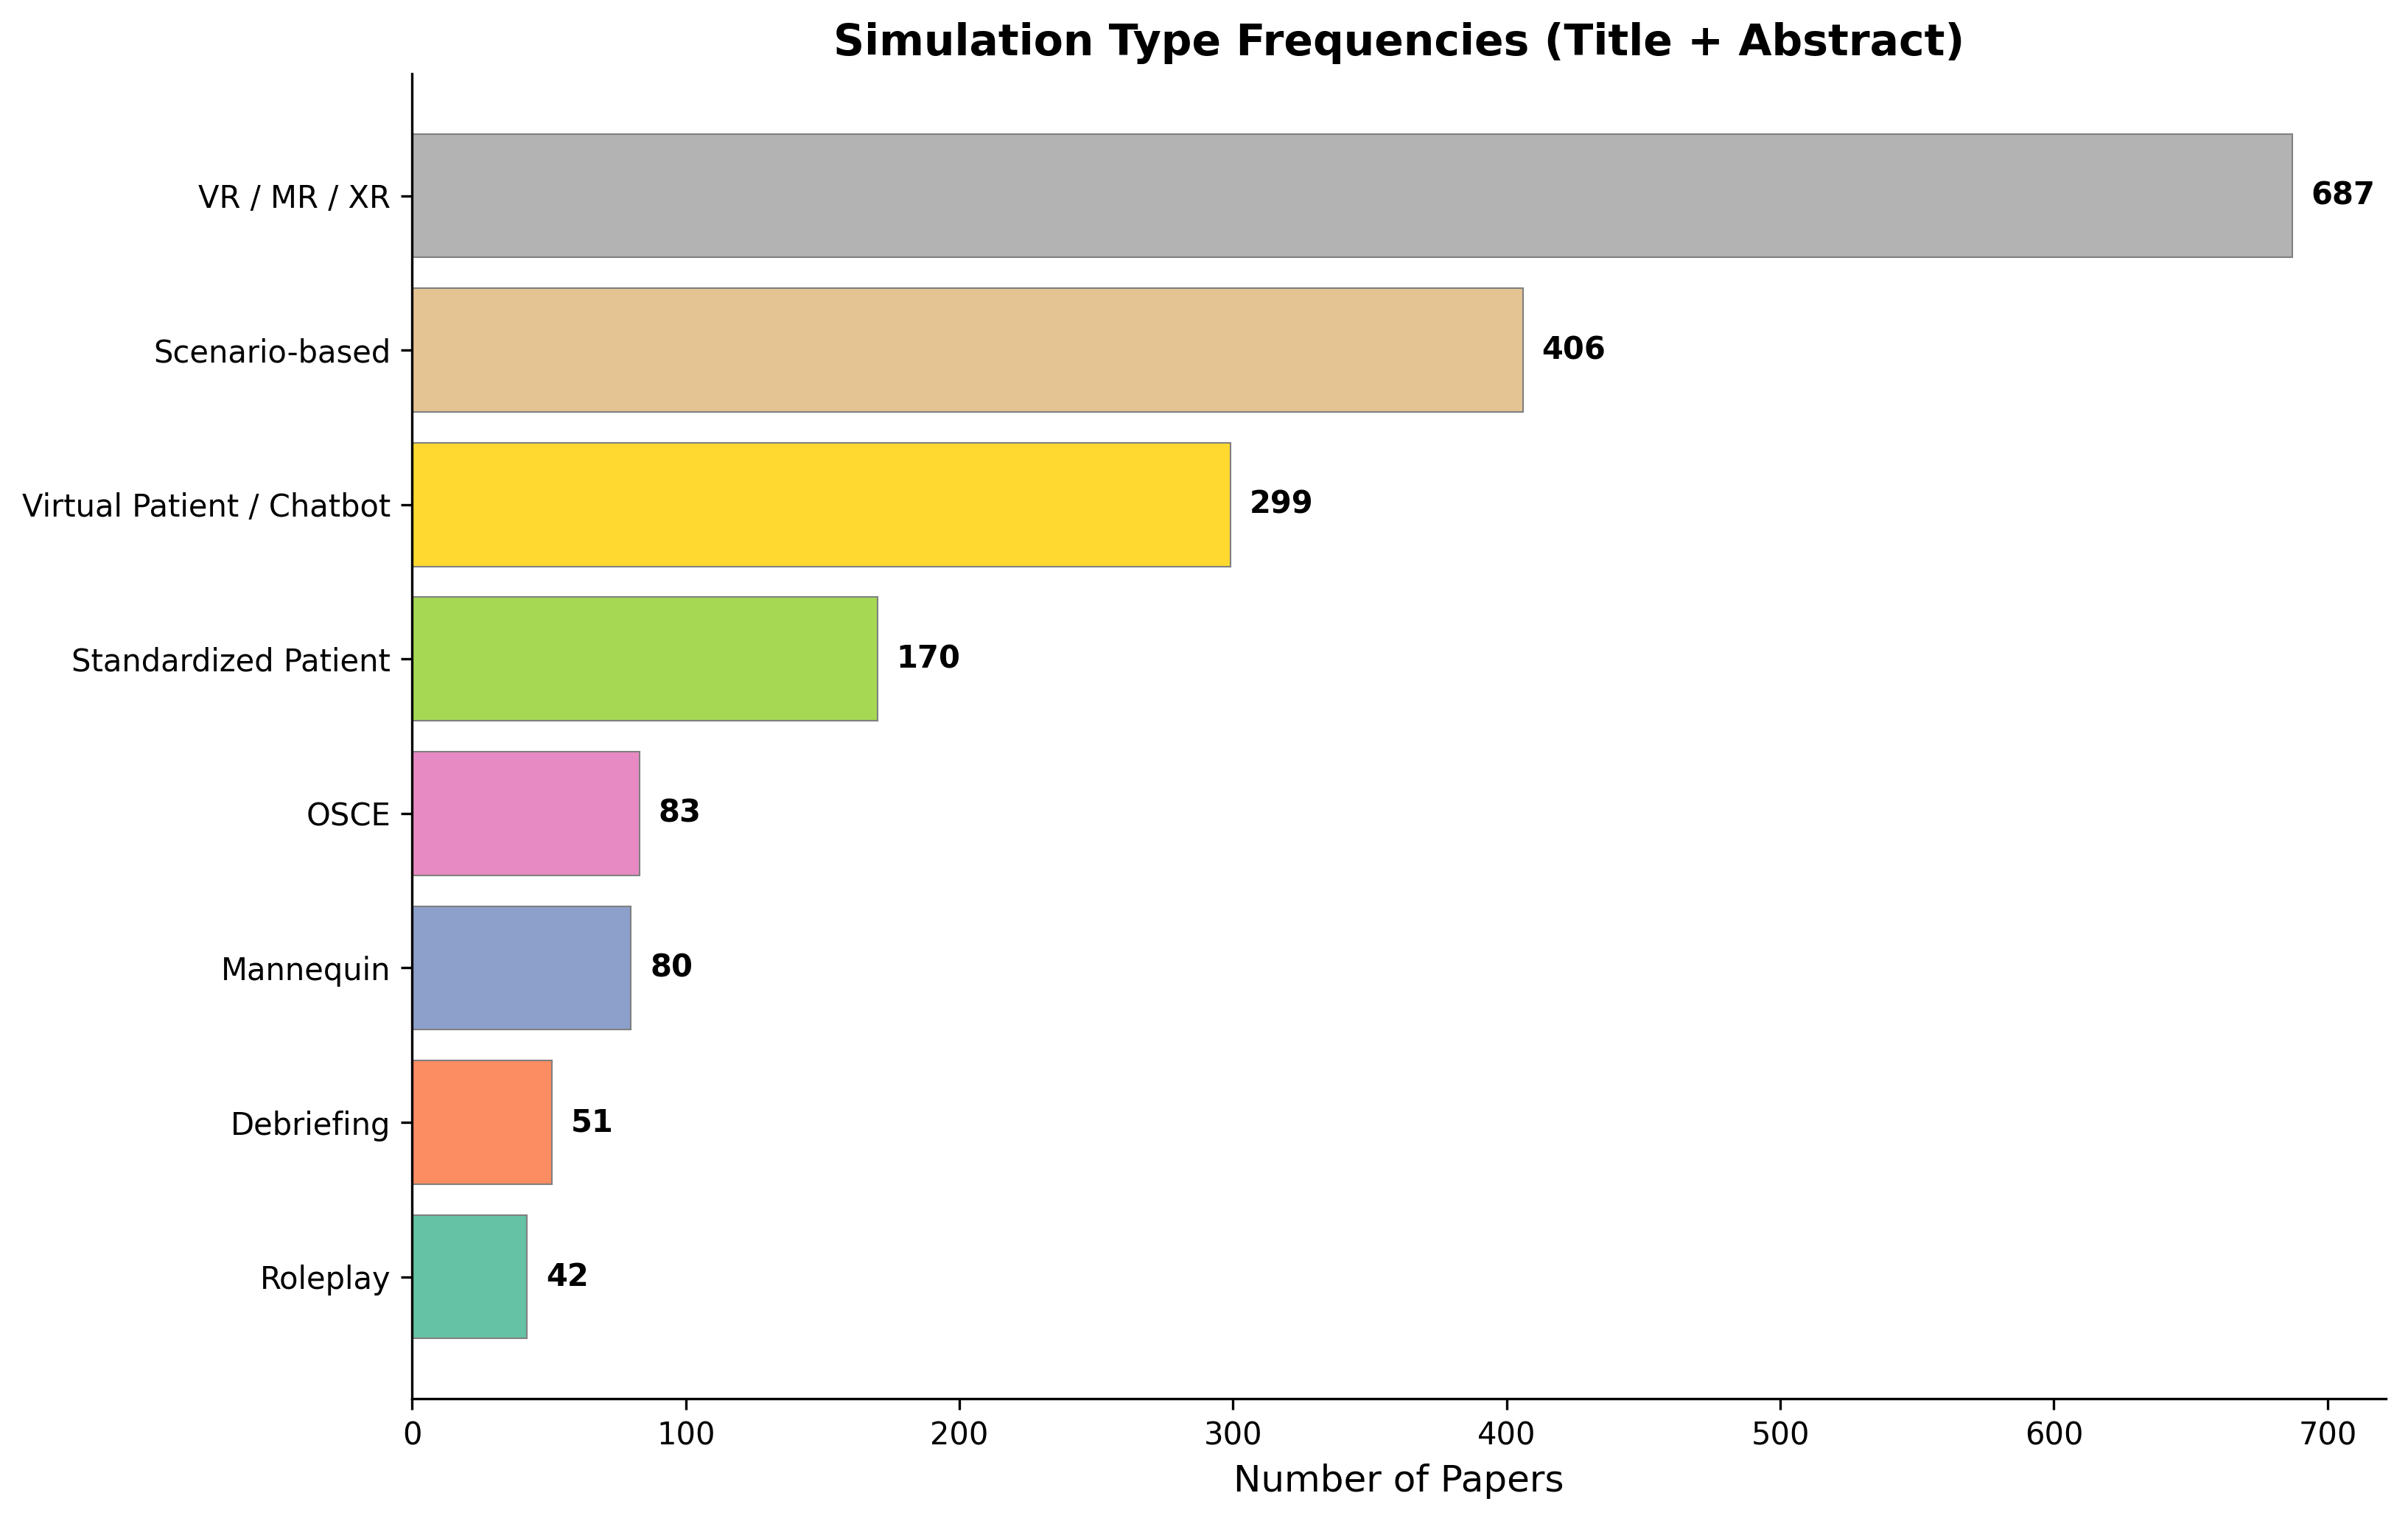 Simulation Type Frequencies (Title + Abstract)
VR / MR / XR
687
Scenario-based
406
Virtual Patient / Chatbot
299
Standardized Patient
170
OSCE
83
Mannequin
80
Debriefing
51
Roleplay
42
0 100 200 300 400 500 600 700
Number of Papers